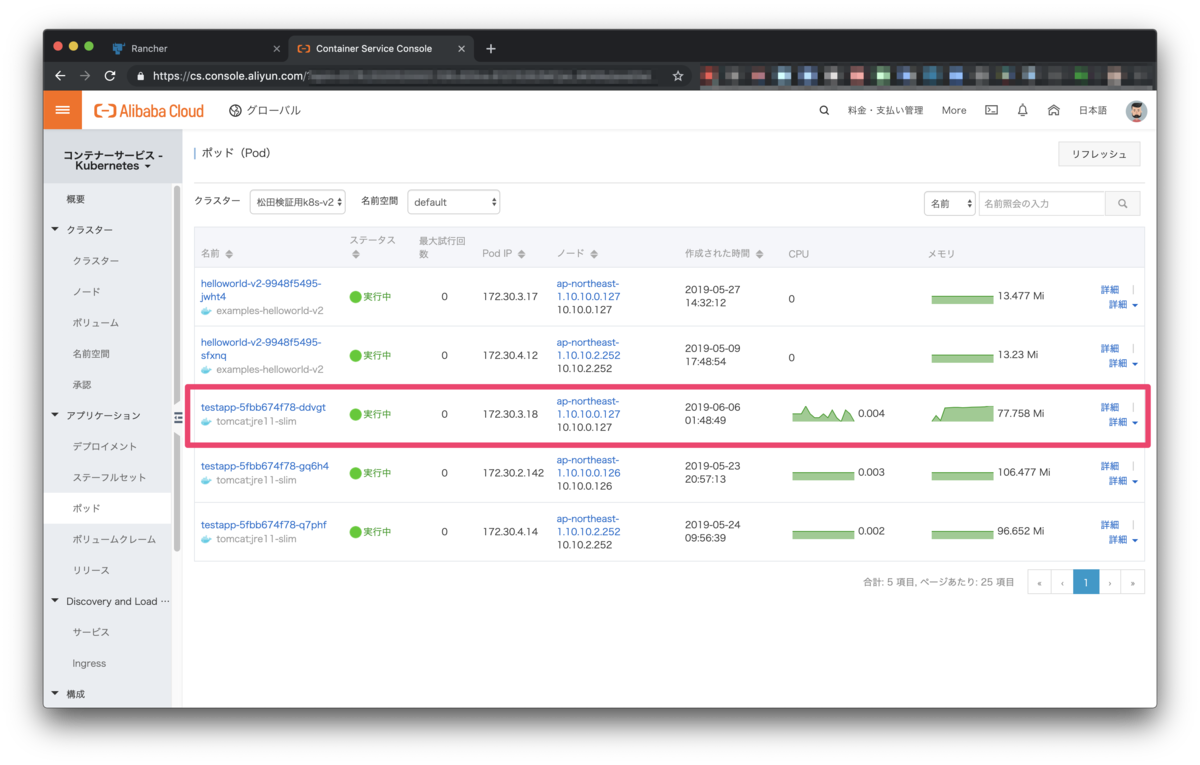 Rancher
Container Service Console
https://cs.console.aliyun.com/
Alibaba Cloud
グローバル
料金・支払い管理
More
日本語
コンテナーサービス -
Kubernetes
概要
クラスター
クラスター
ノード
ボリューム
名前空間
承認
アプリケーション
デプロイメント
ステーフルセット
ポッド
ボリュームクレーム
リリース
Discovery and Load ...
サービス
Ingress
構成
ポッド（Pod）
リフレッシュ
クラスター 松田検証用k8s-v2 名前空間 default
名前 名前照会の入力
名前 ステータス 最大試行回数 Pod IP ノード 作成された時間 CPU メモリ
helloworld-v2-9948f5495-
jwht4
examples-helloworld-v2
実行中
0
172.30.3.17
ap-northeast-
1.10.10.0.127
10.10.0.127
2019-05-27
14:32:12
0
13.477 Mi
詳細
詳細
helloworld-v2-9948f5495-
sfxnq
examples-helloworld-v2
実行中
0
172.30.4.12
ap-northeast-
1.10.10.2.252
10.10.2.252
2019-05-09
17:48:54
0
13.23 Mi
詳細
詳細
testapp-5fbb674f78-ddvgt
tomcat:jre11-slim
実行中
0
172.30.3.18
ap-northeast-
1.10.10.0.127
10.10.0.127
2019-06-06
01:48:49
0.004
77.758 Mi
詳細
詳細
testapp-5fbb674f78-gq6h4
tomcat:jre11-slim
実行中
0
172.30.2.142
ap-northeast-
1.10.10.0.126
10.10.0.126
2019-05-23
20:57:13
0.003
106.477 Mi
詳細
詳細
testapp-5fbb674f78-q7phf
tomcat:jre11-slim
実行中
0
172.30.4.14
ap-northeast-
1.10.10.2.252
10.10.2.252
2019-05-24
09:56:39
0.002
96.652 Mi
詳細
詳細
合計: 5 項目, ページあたり: 25 項目
« ‹ 1 › »